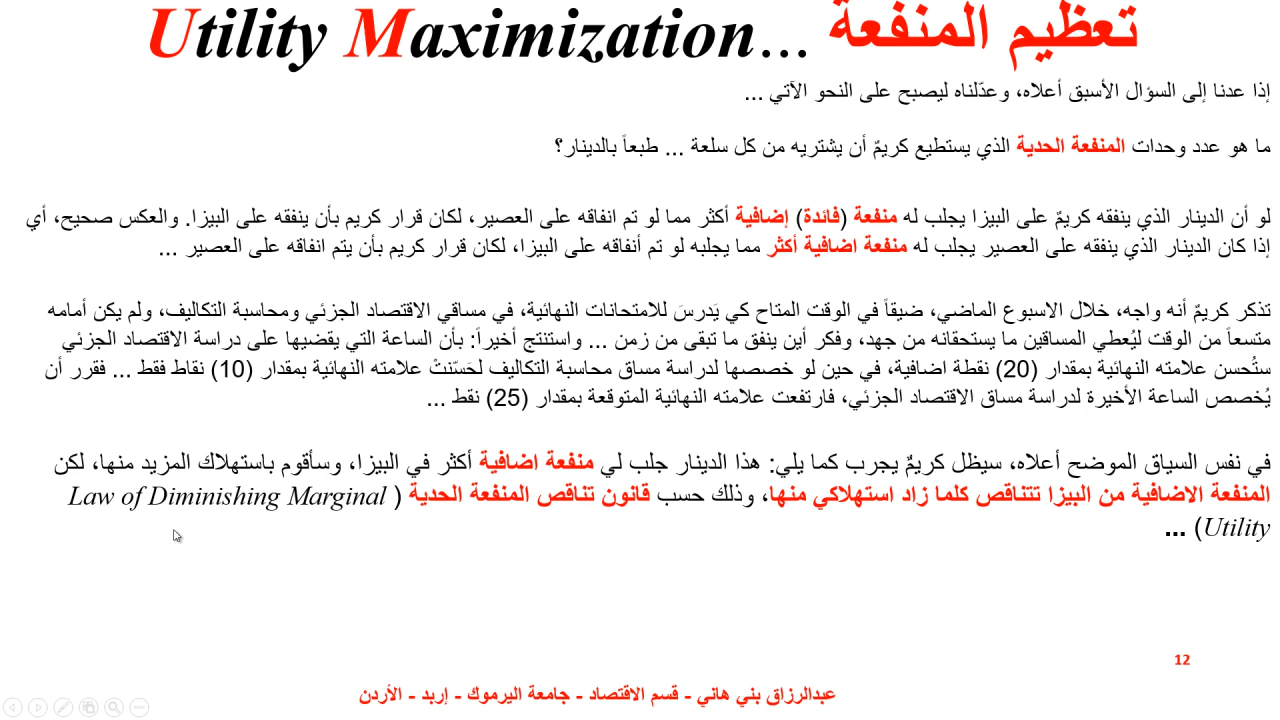 تعظيم المنفعة ...Utility Maximization
إذا عدنا إلى السؤال الأسبق أعلاه، وعدّلناه ليصبح على النحو الآتي ...
ما هو عدد وحدات المنفعة الحدية الذي يستطيع كريمٌ أن يشتريه من كل سلعة ... طبعاً بالدينار؟
لو أن الدينار الذي ينفقه كريمٌ على البيزا يجلب له منفعة (فائدة) إضافية أكثر مما لو تم انفاقه على العصير، لكان قرار كريم بأن ينفقه على البيزا. والعكس صحيح، أي
إذا كان الدينار الذي ينفقه على العصير يجلب له منفعة اضافية أكثر مما يجلبه لو تم أنفاقه على البيزا، لكان قرار كريم بأن يتم انفاقه على العصير ...
تذكر كريمٌ أنه واجه، خلال الاسبوع الماضي، ضيقاً في الوقت المتاح كي يَدرسَ للامتحانات النهائية، في مساقي الاقتصاد الجزئي ومحاسبة التكاليف، ولم يكن أمامه
متسعاً من الوقت ليُعطي المساقين ما يستحقانه من جهد، وفكر أين ينفق ما تبقى من زمن ... واستنتج أخيراً: بأن الساعة التي يقضيها على دراسة الاقتصاد الجزئي
ستُحسن علامته النهائية بمقدار (20) نقطة اضافية، في حين لو خصصها لدراسة مساق محاسبة التكاليف لحَسّنتْ علامته النهائية بمقدار (10) نقاط فقط ... فقرر أن
يُخصص الساعة الأخيرة لدراسة مساق الاقتصاد الجزئي، فارتفعت علامته النهائية المتوقعة بمقدار (25) نقط ...
في نفس السياق الموضح أعلاه، سيظل كريمٌ يجرب كما يلي: هذا الدينار جلب لي منفعة اضافية أكثر في البيزا، وسأقوم باستهلاك المزيد منها، لكن
المنفعة الاضافية من البيزا تتناقص كلما زاد استهلاكي منها، وذلك حسب قانون تناقص المنفعة الحدية (Law of Diminishing Marginal
Utility) ...
12
عبدالرزاق بني هاني - قسم الاقتصاد - جامعة اليرموك - إربد - الأردن